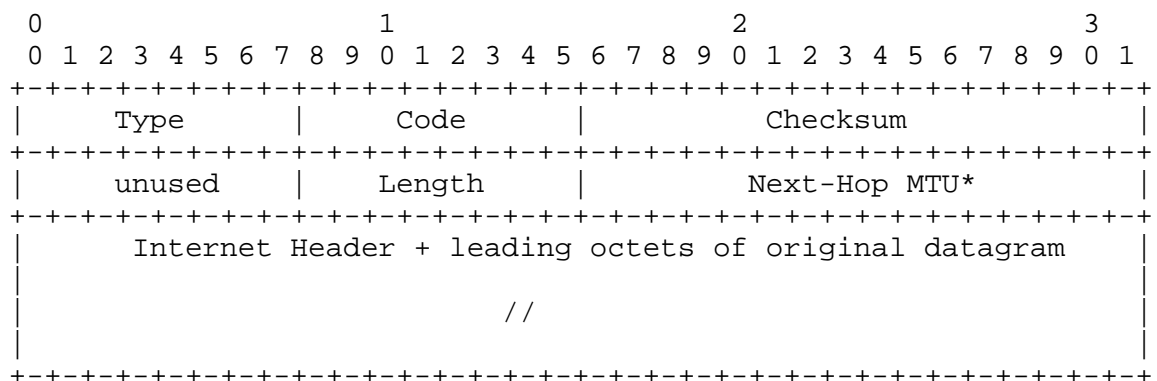 0                   1                   2                   3
 0 1 2 3 4 5 6 7 8 9 0 1 2 3 4 5 6 7 8 9 0 1 2 3 4 5 6 7 8 9 0 1
+-+-+-+-+-+-+-+-+-+-+-+-+-+-+-+-+-+-+-+-+-+-+-+-+-+-+-+-+-+-+-+-+
|     Type      |     Code      |          Checksum             |
+-+-+-+-+-+-+-+-+-+-+-+-+-+-+-+-+-+-+-+-+-+-+-+-+-+-+-+-+-+-+-+-+
|     unused    |    Length     |         Next-Hop MTU*         |
+-+-+-+-+-+-+-+-+-+-+-+-+-+-+-+-+-+-+-+-+-+-+-+-+-+-+-+-+-+-+-+-+
|      Internet Header + leading octets of original datagram    |
|                                                               |
|                           //                                  |
|                                                               |
+-+-+-+-+-+-+-+-+-+-+-+-+-+-+-+-+-+-+-+-+-+-+-+-+-+-+-+-+-+-+-+-+